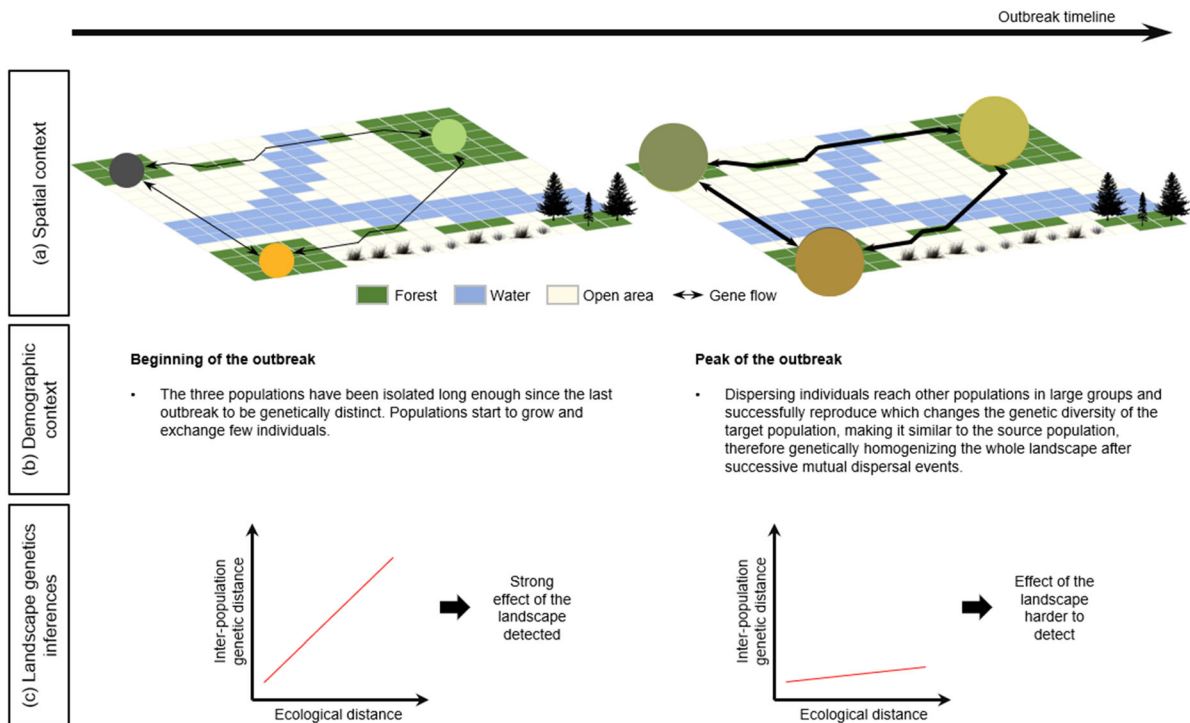 Outbreak timeline
(a) Spatial context
Forest
Water
Open area
Gene flow
(b) Demographic
context
Beginning of the outbreak
• The three populations have been isolated long enough since the last
outbreak to be genetically distinct. Populations start to grow and
exchange few individuals.
Peak of the outbreak
• Dispersing individuals reach other populations in large groups and
successfully reproduce which changes the genetic diversity of the
target population, making it similar to the source population,
therefore genetically homogenizing the whole landscape after
successive mutual dispersal events.
(c) Landscape genetics
inferences
Inter-population
genetic distance
Ecological distance
Strong
effect of the
landscape
detected
Inter-population
genetic distance
Ecological distance
Effect of the
landscape
harder to
detect